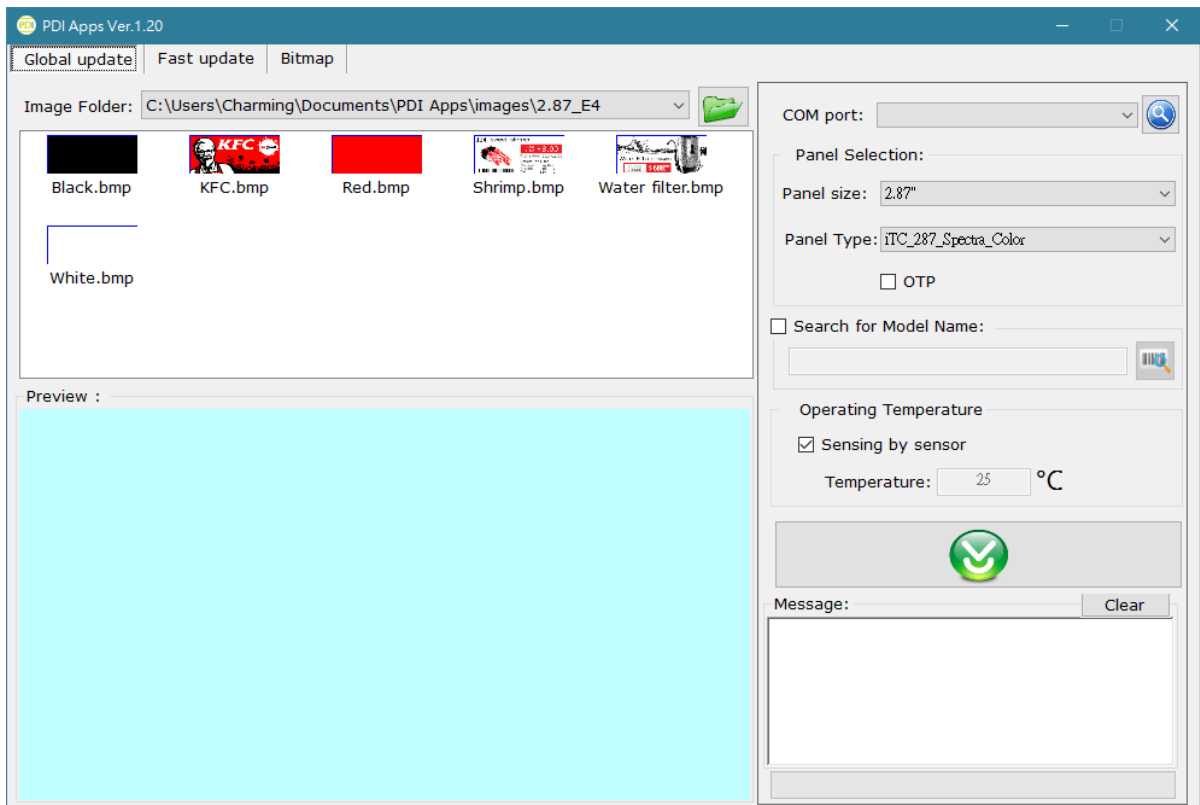 PDI Apps Ver.1.20
Global update
Fast update
Bitmap
Image Folder: C:\Users\Charming\Documents\PDI Apps\images\2.87_E4
KFC
Black.bmp
KFC.bmp
Red.bmp
Shrimp.bmp
Water filter.bmp
White.bmp
Preview :
COM port:
Panel Selection:
Panel size: 2.87"
Panel Type: iTC_287_Spectra_Color
OTP
Search for Model Name:
Operating Temperature
Sensing by sensor
Temperature: 25 °C
Message:
Clear